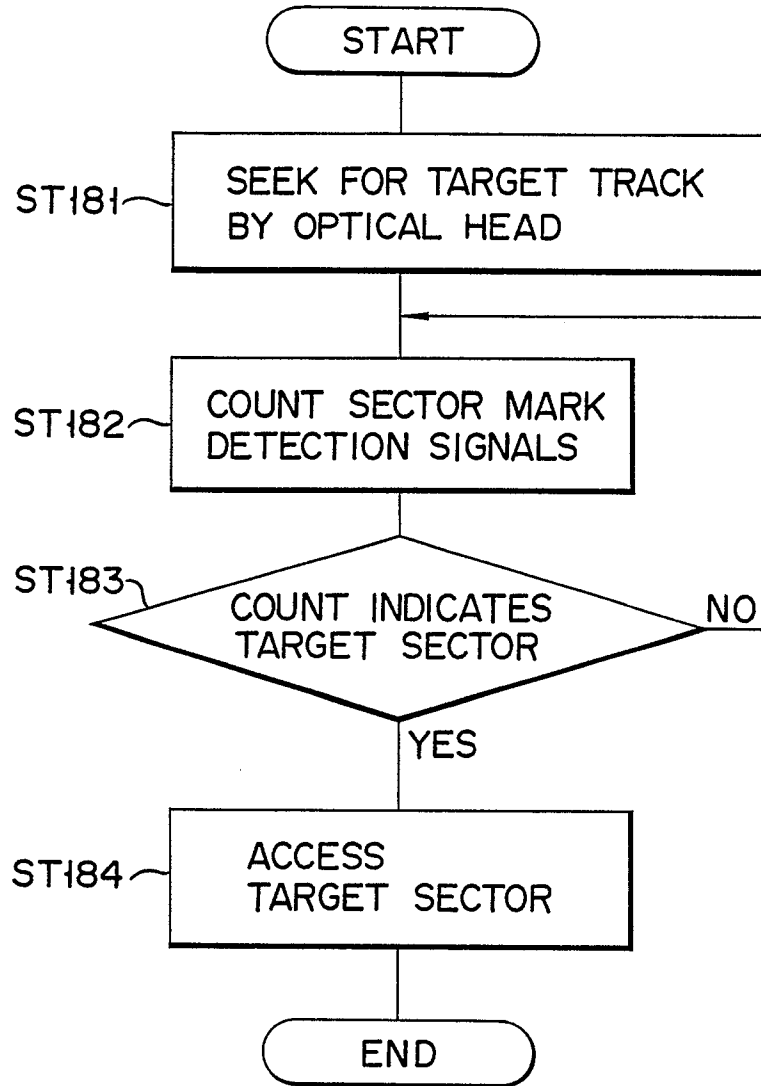 START
ST181
SEEK FOR TARGET TRACK
BY OPTICAL HEAD
ST182
COUNT SECTOR MARK
DETECTION SIGNALS
ST183
COUNT INDICATES
TARGET SECTOR
NO
YES
ST184
ACCESS
TARGET SECTOR
END